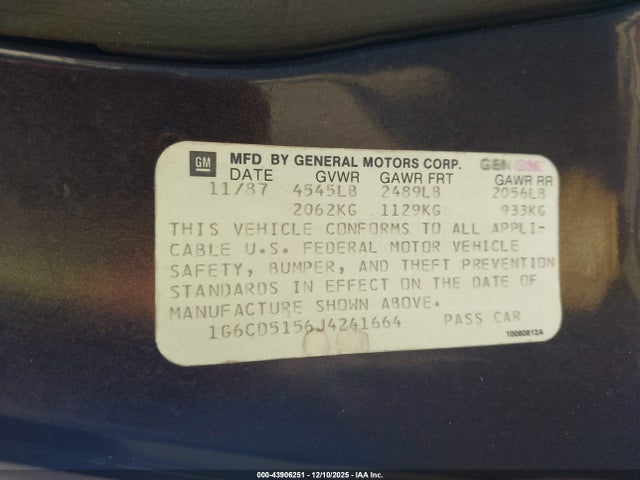 GM MFD BY GENERAL MOTORS CORP. GEN GM
DATE GVWR GAWR FRT GAWR RR
11/87 4545LB 2489LB 2056LB
2062KG 1129KG 933KG
THIS VEHICLE CONFORMS TO ALL APPLI-
CABLE U.S. FEDERAL MOTOR VEHICLE
SAFETY, BUMPER, AND THEFT PREVENTION
STANDARDS IN EFFECT ON THE DATE OF
MANUFACTURE SHOWN ABOVE.
1G6CD5156J4241664 PASS CAR
10080812A
000-43906251 - 12/10/2025 - IAA Inc.